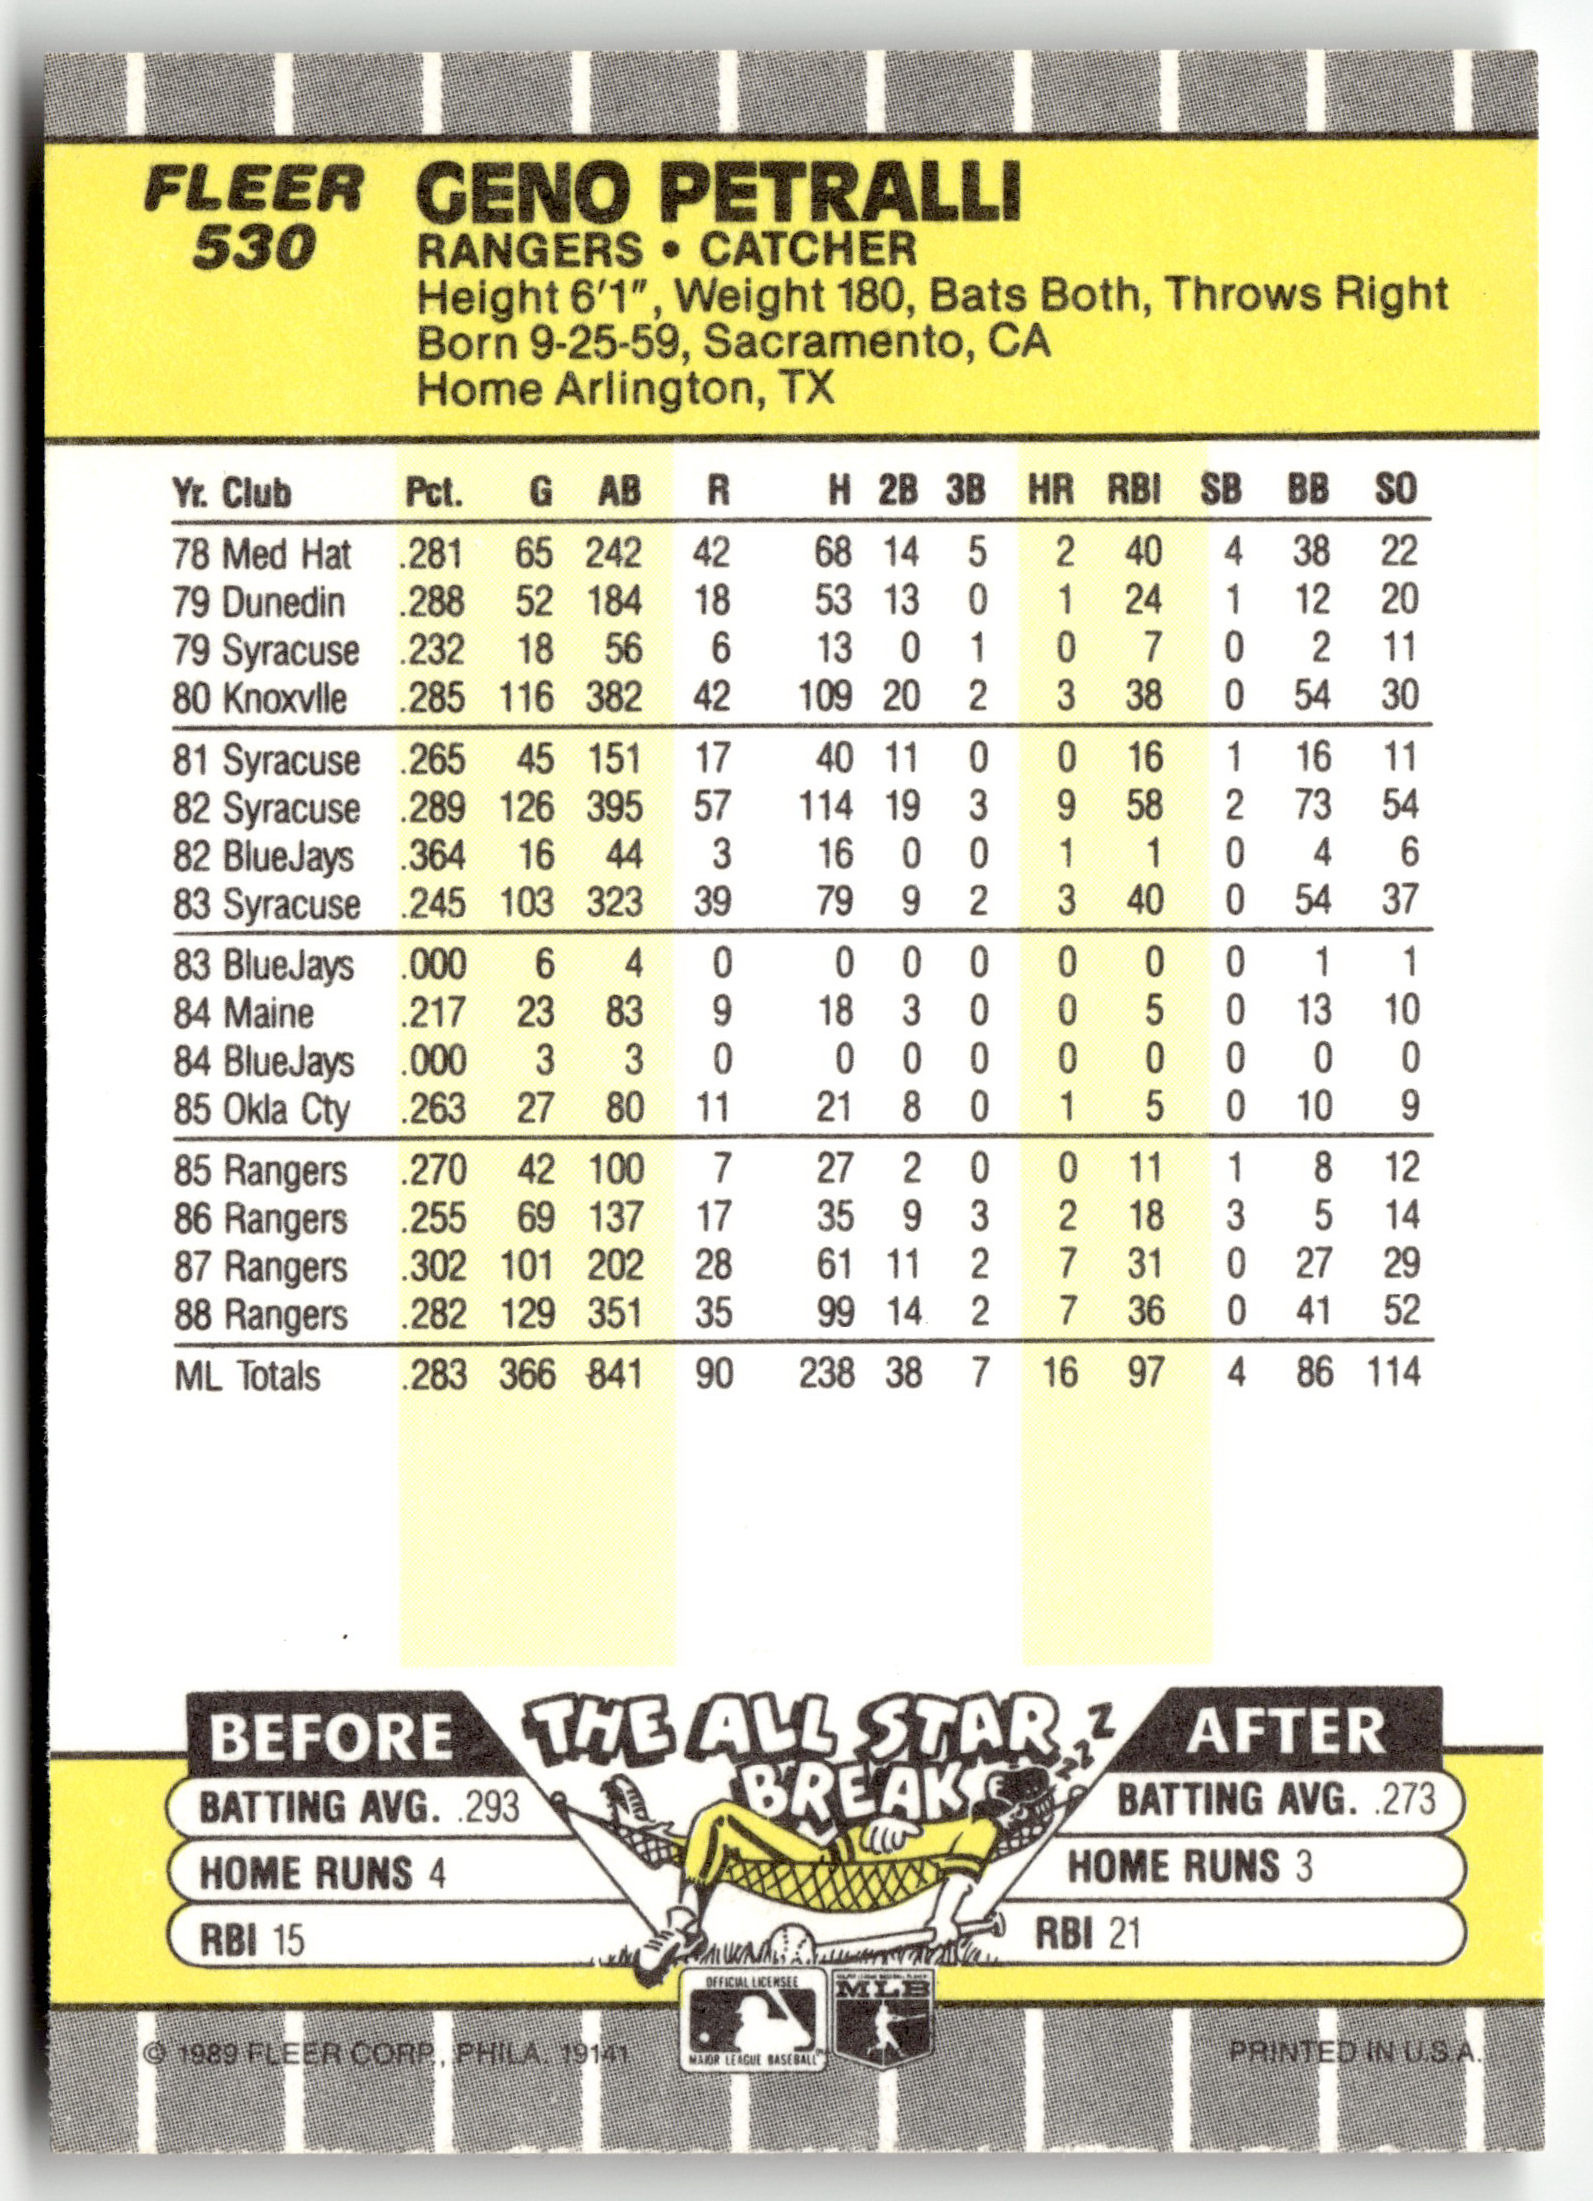 FLEER
530
GENO PETRALLI
RANGERS • CATCHER
Height 6'1", Weight 180, Bats Both, Throws Right
Born 9-25-59, Sacramento, CA
Home Arlington, TX
Yr. Club Pct. G AB R H 2B 3B HR RBI SB BB SO
78 Med Hat .281 65 242 42 68 14 5 2 40 4 38 22
79 Dunedin .288 52 184 18 53 13 0 1 24 1 12 20
79 Syracuse .232 18 56 6 13 0 1 0 7 0 2 11
80 Knoxvlle .285 116 382 42 109 20 2 3 38 0 54 30
81 Syracuse .265 45 151 17 40 11 0 0 16 1 16 11
82 Syracuse .289 126 395 57 114 19 3 9 58 2 73 54
82 BlueJays .364 16 44 3 16 0 0 1 1 0 4 6
83 Syracuse .245 103 323 39 79 9 2 3 40 0 54 37
83 BlueJays .000 6 4 0 0 0 0 0 0 0 1 1
84 Maine .217 23 83 9 18 3 0 0 5 0 13 10
84 BlueJays .000 3 3 0 0 0 0 0 0 0 0 0
85 Okla Cty .263 27 80 11 21 8 0 1 5 0 10 9
85 Rangers .270 42 100 7 27 2 0 0 11 1 8 12
86 Rangers .255 69 137 17 35 9 3 2 18 3 5 14
87 Rangers .302 101 202 28 61 11 2 7 31 0 27 29
88 Rangers .282 129 351 35 99 14 2 7 36 0 41 52
ML Totals .283 366 841 90 238 38 7 16 97 4 86 114
BEFORE
THE ALL STAR
BREAK
ZZZZ
AFTER
BATTING AVG. .293
HOME RUNS 4
RBI 15
BATTING AVG. .273
HOME RUNS 3
RBI 21
OFFICIAL LICENSEE
MAJOR LEAGUE BASEBALL
MLB
© 1989 FLEER CORP., PHILA. 19141
PRINTED IN U.S.A.